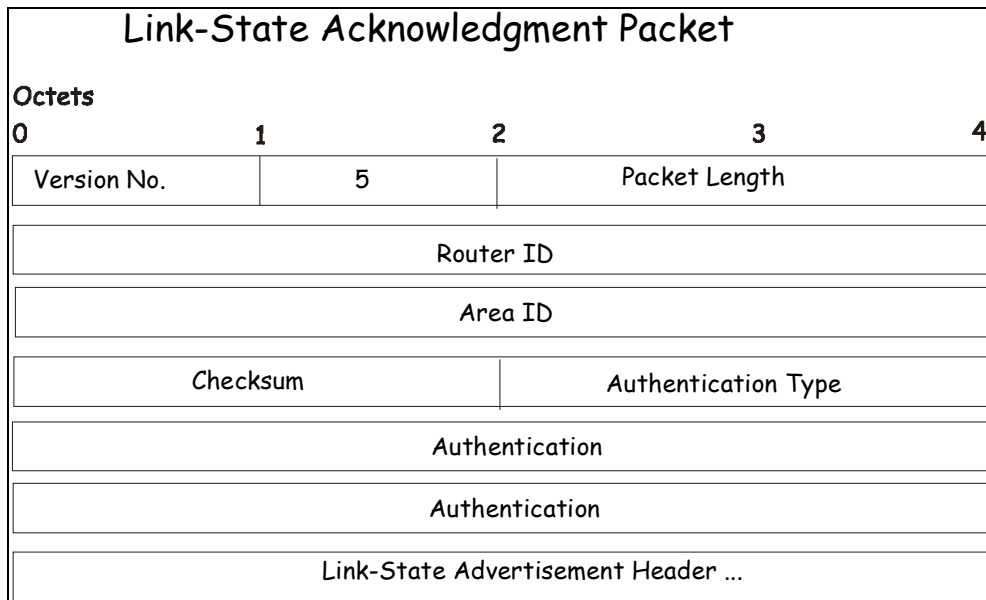 Link-State Acknowledgment Packet
Octets
0 1 2 3 4
Version No. 5 Packet Length
Router ID
Area ID
Checksum Authentication Type
Authentication
Authentication
Link-State Advertisement Header ...